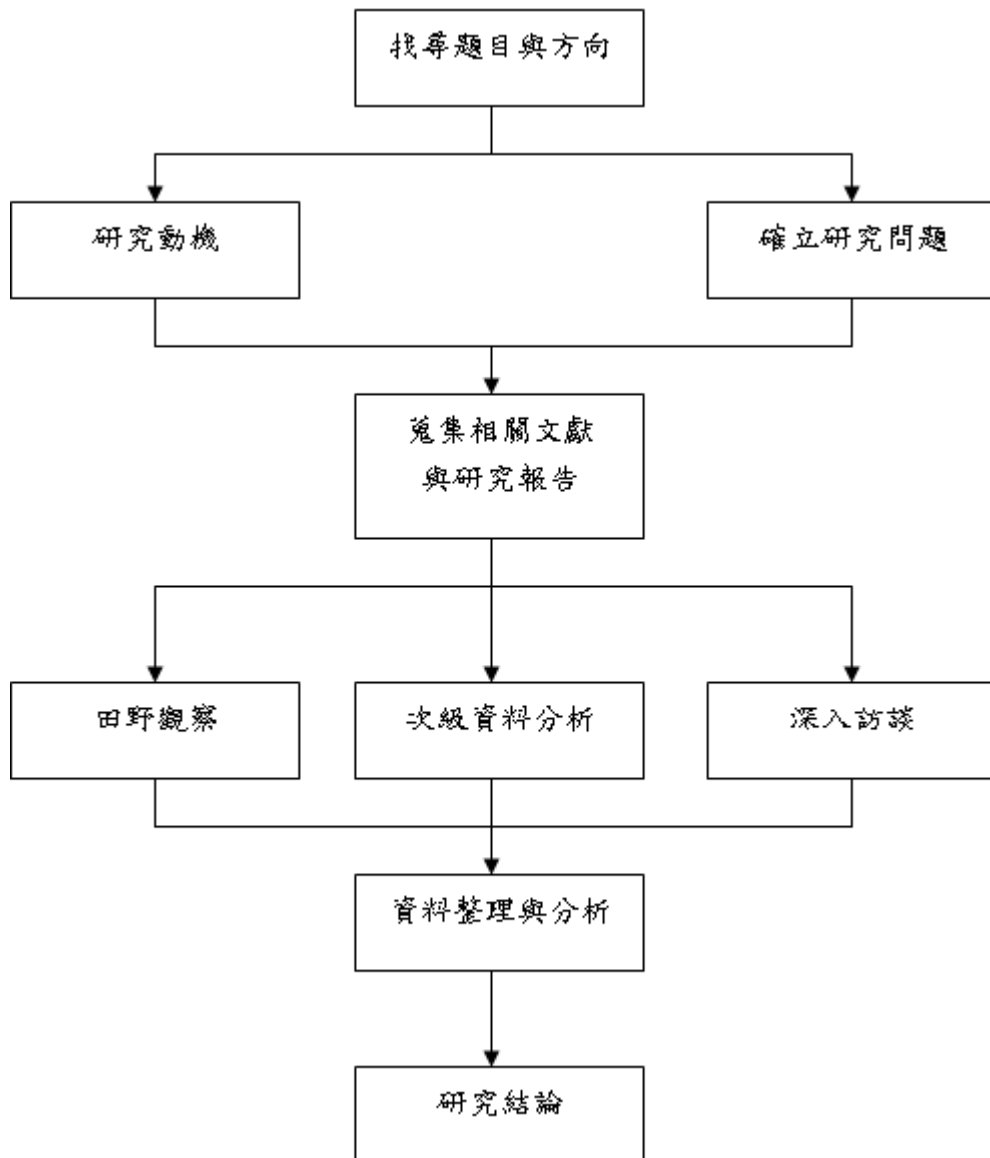 找尋題目與方向
研究動機
確立研究問題
蒐集相關文獻
與研究報告
田野觀察
次級資料分析
深入訪談
資料整理與分析
研究結論